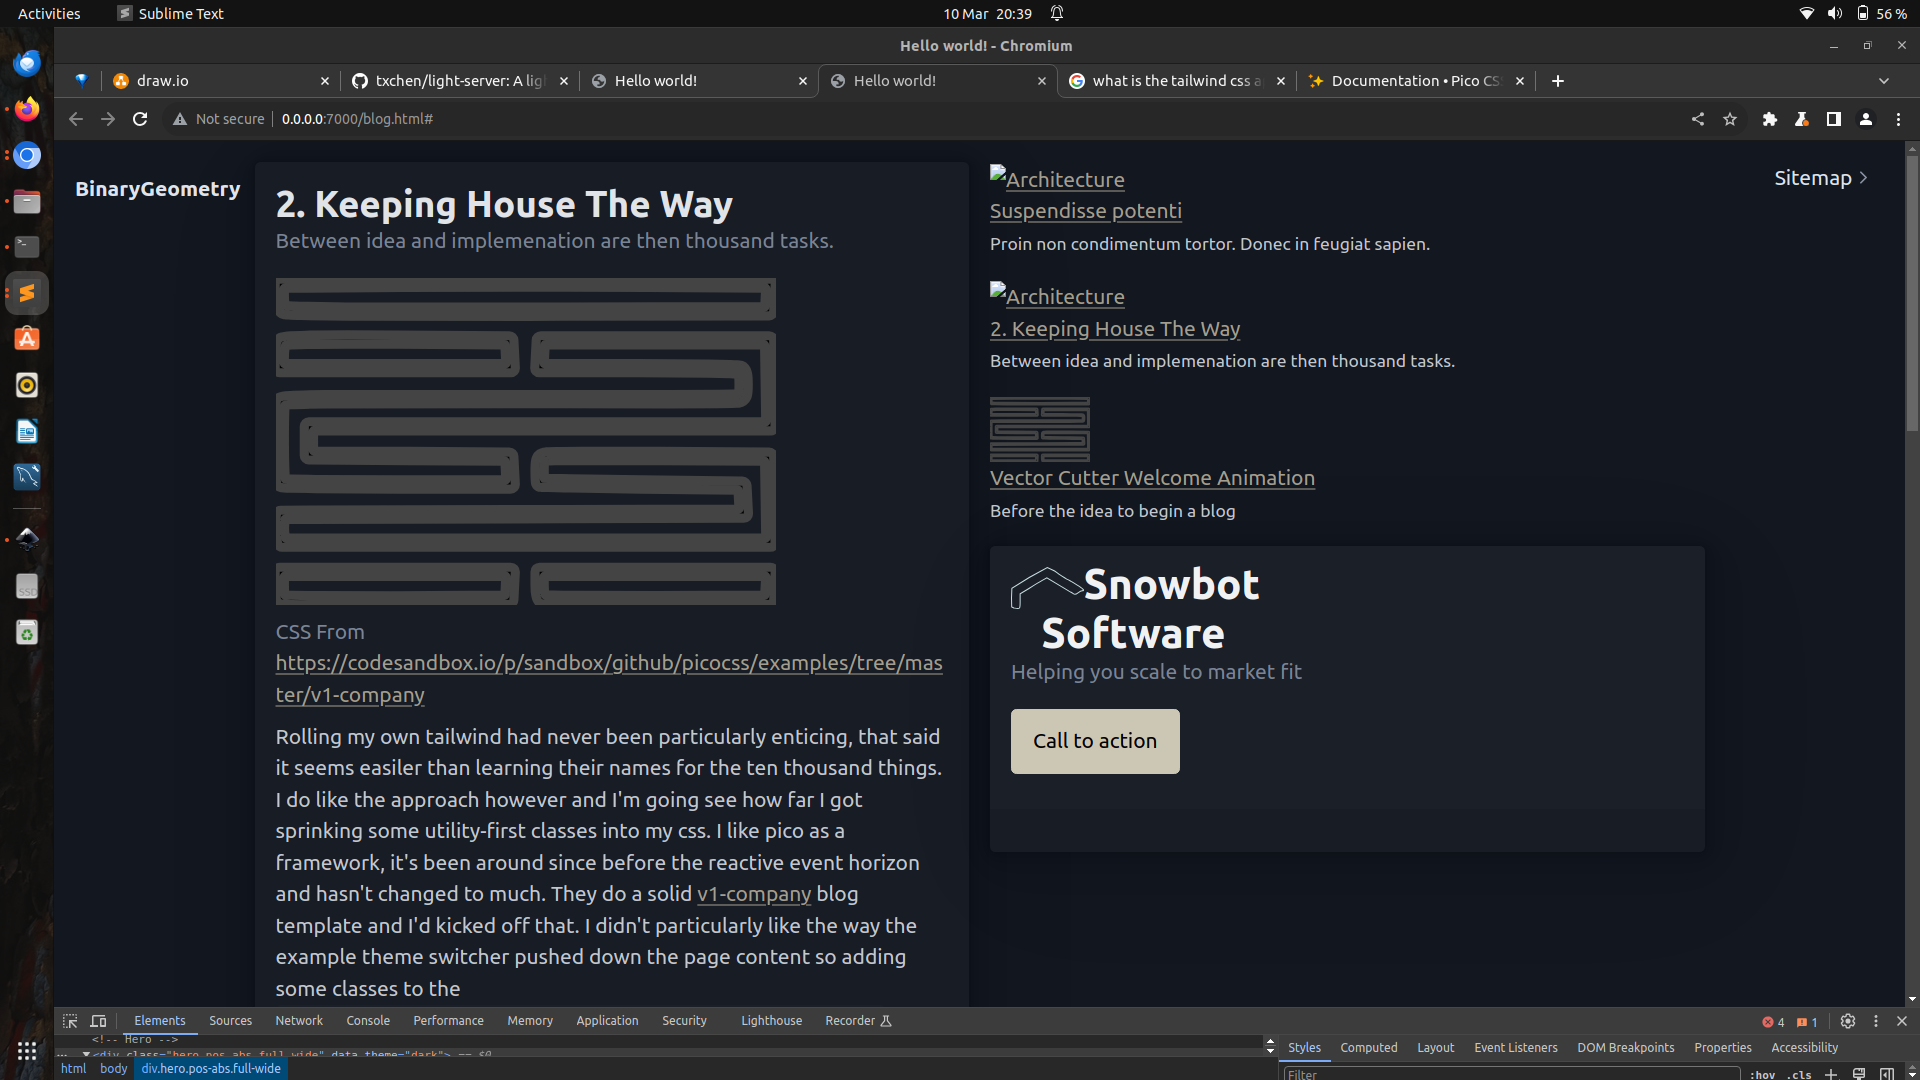 Activities
Sublime Text
10 Mar 20:39
56 %
Hello world! - Chromium
draw.io
txchen/light-server: A ligh
Hello world!
Hello world!
what is the tailwind css a
Documentation • Pico CSS
Not secure
0.0.0.0:7000/blog.html#
BinaryGeometry
2. Keeping House The Way
Between idea and implemenation are then thousand tasks.
CSS From
https://codesandbox.io/p/sandbox/github/picocss/examples/tree/mas
ter/v1-company
Rolling my own tailwind had never been particularly enticing, that said
it seems easiler than learning their names for the ten thousand things.
I do like the approach however and I'm going see how far I got
sprinking some utility-first classes into my css. I like pico as a
framework, it's been around since before the reactive event horizon
and hasn't changed to much. They do a solid v1-company blog
template and I'd kicked off that. I didn't particularly like the way the
example theme switcher pushed down the page content so adding
some classes to the
Architecture
Suspendisse potenti
Proin non condimentum tortor. Donec in feugiat sapien.
Architecture
2. Keeping House The Way
Between idea and implemenation are then thousand tasks.
Vector Cutter Welcome Animation
Before the idea to begin a blog
Snowbot
Software
Helping you scale to market fit
Call to action
Sitemap
Elements
Sources
Network
Console
Performance
Memory
Application
Security
Lighthouse
Recorder
4
1
<!-- Hero -->
<div class="hero pos-abs full-wide" data-theme="dark"> == $0
html body div.hero.pos-abs.full-wide
Styles
Computed
Layout
Event Listeners
DOM Breakpoints
Properties
Accessibility
Filter
:hov .cls